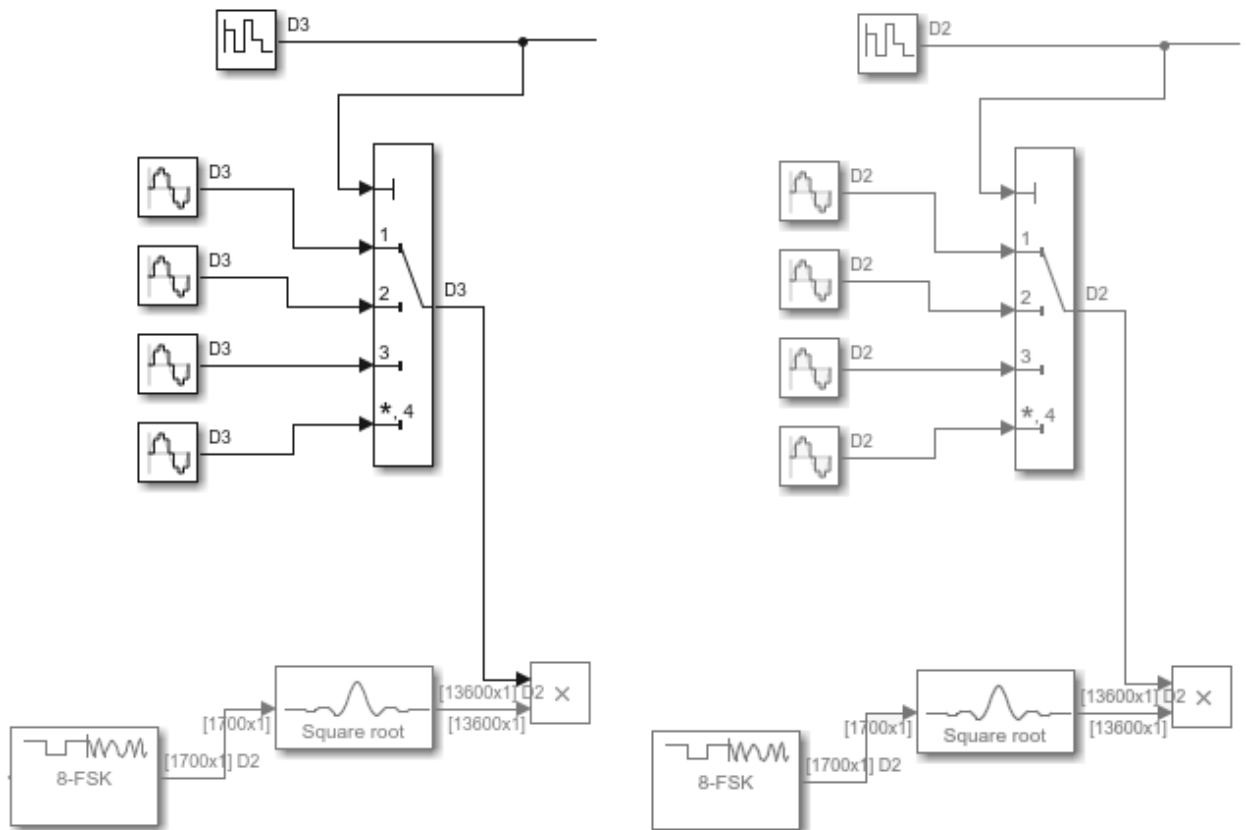 D3
D3
1
D3
2
D3
D3
3
D3
*, 4
[13600x1] D2
[1700x1]
[13600x1]
Square root
[1700x1] D2
8-FSK
×
D2
D2
1
D2
2
D2
D2
3
D2
*, 4
[13600x1] D2
[1700x1]
[13600x1]
Square root
[1700x1] D2
8-FSK
×